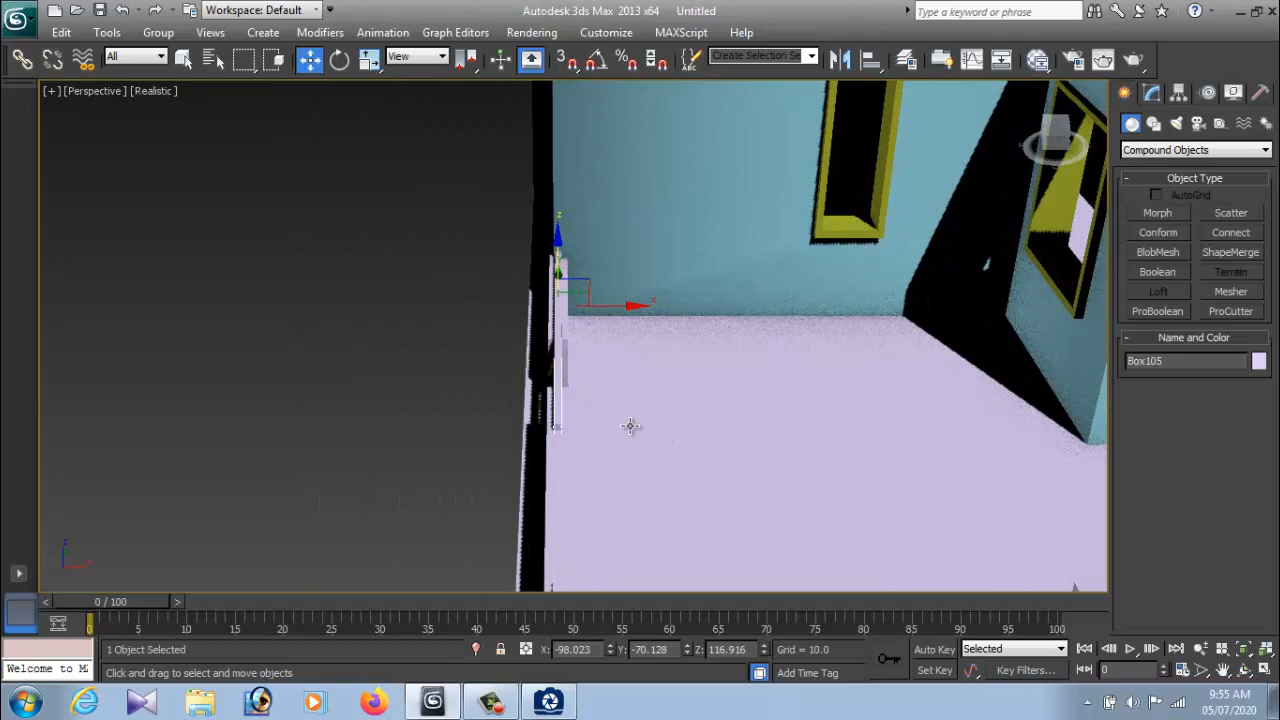 Workspace: Default
Autodesk 3ds Max 2013 x64 Untitled
Type a keyword or phrase
Edit Tools Group Views Create Modifiers Animation Graph Editors Rendering Customize MAXScript Help
All View 3 Create Selection Se
[+] [Perspective] [Realistic]
Compound Objects
Object Type
AutoGrid
Morph Scatter
Conform Connect
BlobMesh ShapeMerge
Boolean Terrain
Loft Mesher
ProBoolean ProCutter
Name and Color
Box105
z
x
z
x
0 / 100
0 5 10 15 20 25 30 35 40 45 50 55 60 65 70 75 80 85 90 95 100
1 Object Selected X: -98.023 Y: -70.128 Z: 116.916 Grid = 10.0 Auto Key Selected
Welcome to M Click and drag to select and move objects Add Time Tag Set Key Key Filters... 0
9:55 AM
05/07/2020